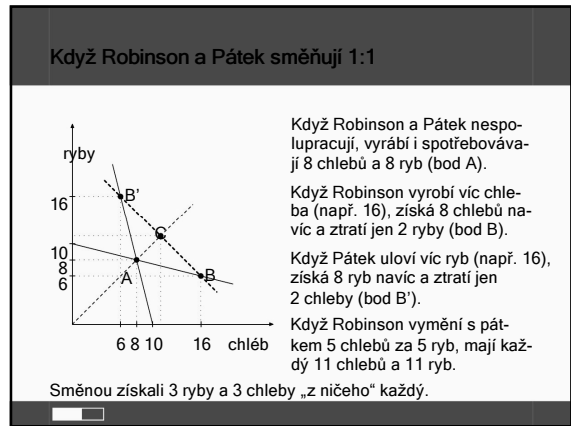 Když Robinson a Pátek směňují 1:1
ryby
16
10
8
6
B'
C
A
B
6 8 10 16 chléb
Když Robinson a Pátek nespo-
lupracují, vyrábí i spotřebováva-
jí 8 chlebů a 8 ryb (bod A).
Když Robinson vyrobí víc chle-
ba (např. 16), získá 8 chlebů na-
víc a ztratí jen 2 ryby (bod B).
Když Pátek uloví víc ryb (např. 16),
získá 8 ryb navíc a ztratí jen
2 chleby (bod B').
Když Robinson vymění s pát-
kem 5 chlebů za 5 ryb, mají kaž-
dý 11 chlebů a 11 ryb.
Směnou získali 3 ryby a 3 chleby „z ničeho“ každý.